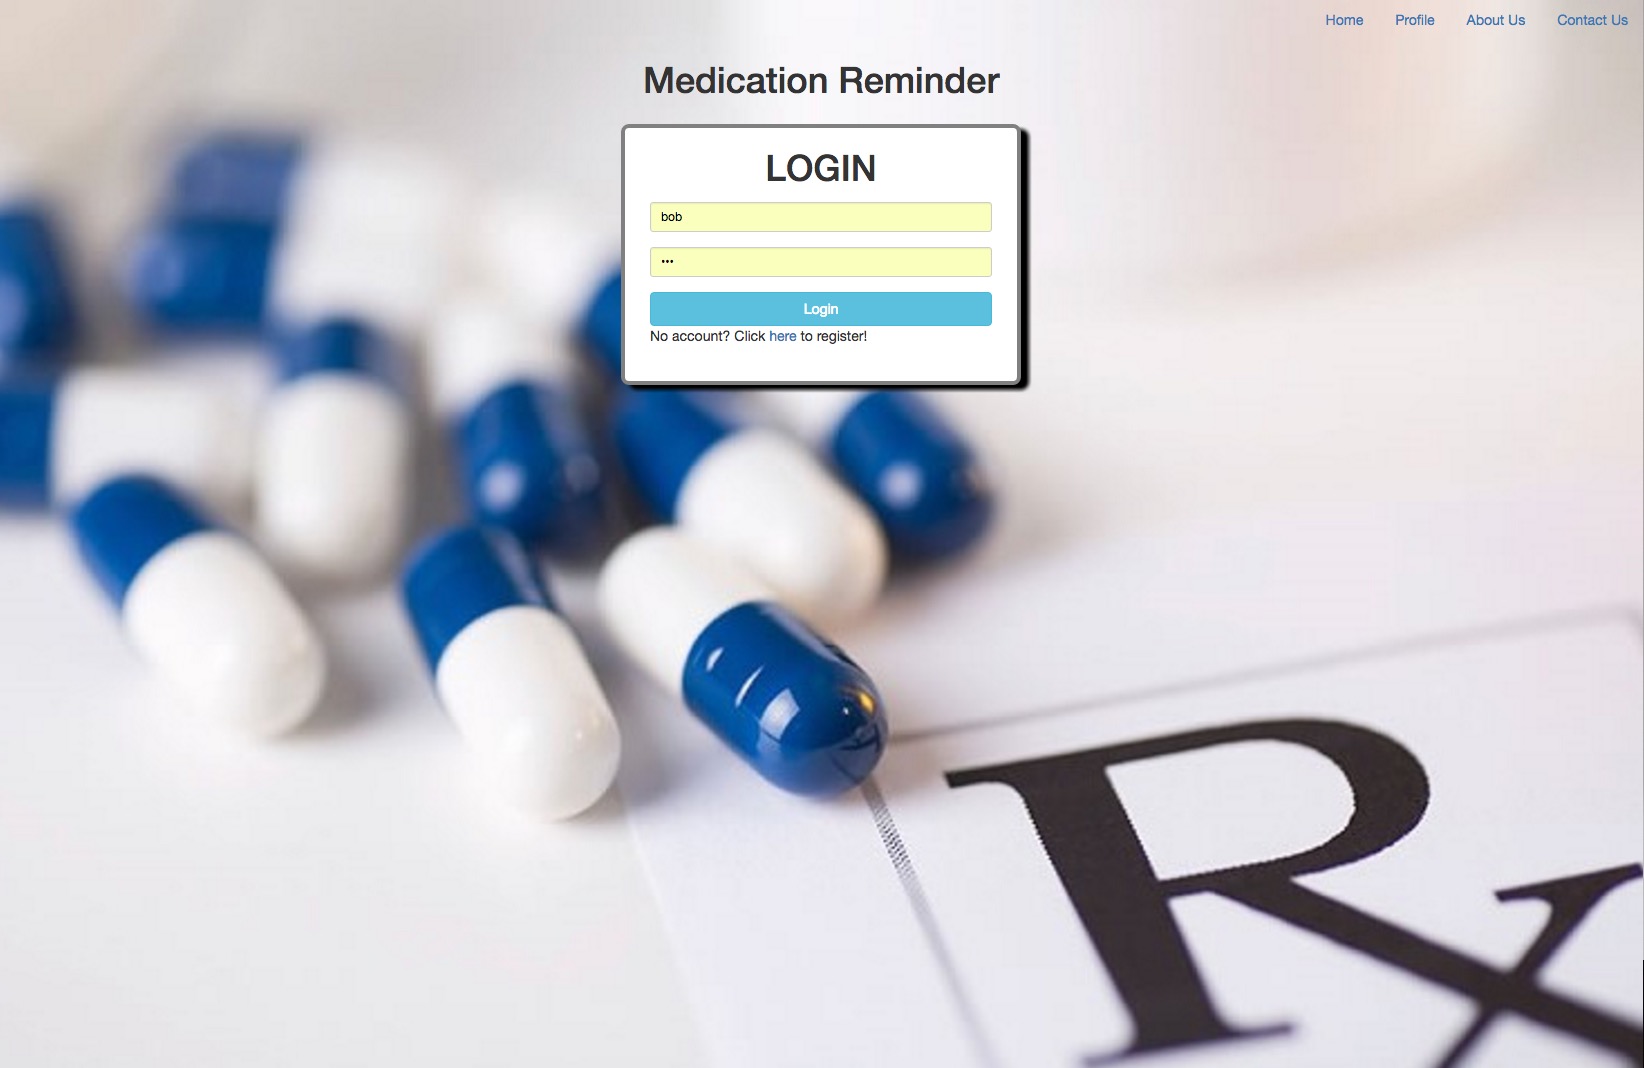 Home Profile About Us Contact Us
Medication Reminder
LOGIN
bob
•••
Login
No account? Click here to register!
Rx